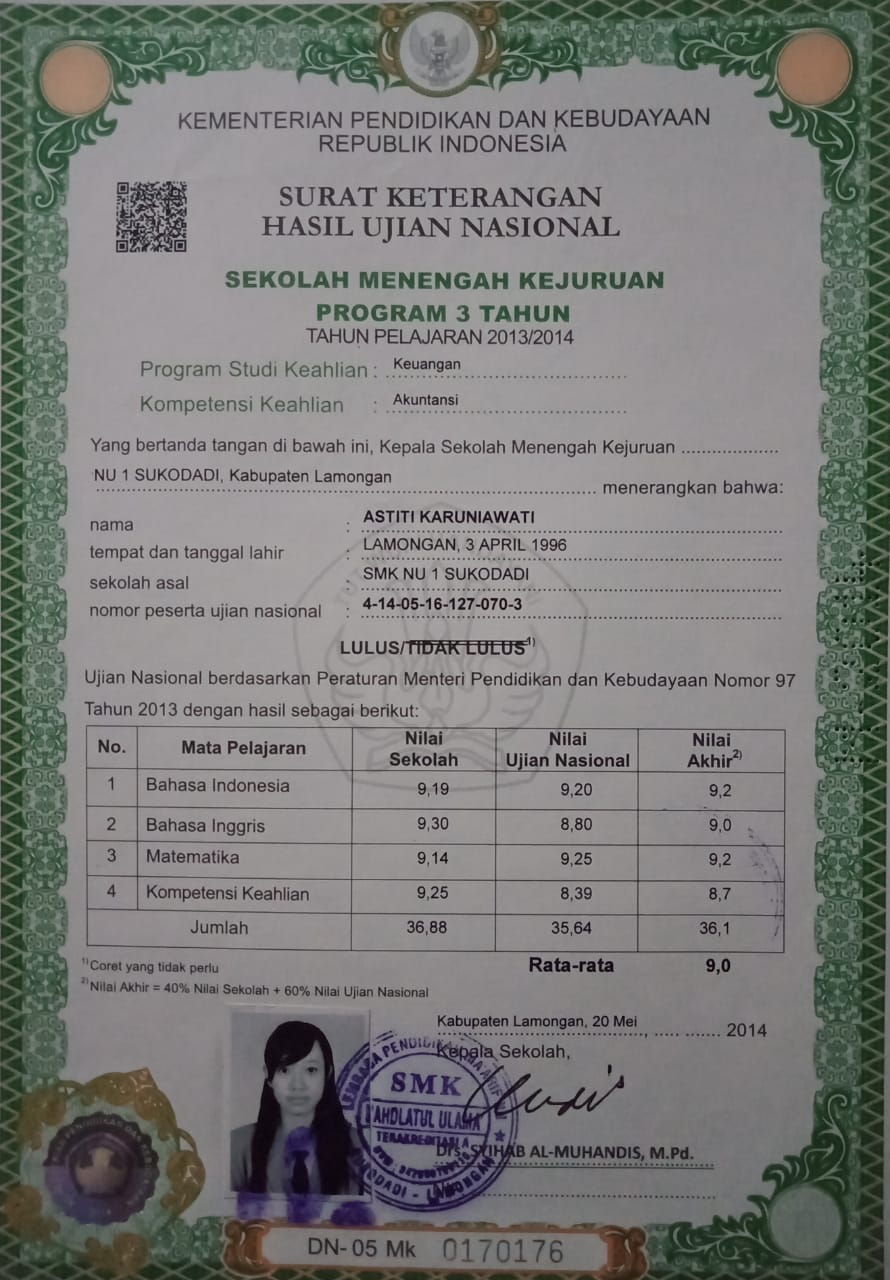 KEMENTERIAN PENDIDIKAN DAN KEBUDAYAAN
REPUBLIK INDONESIA
SURAT KETERANGAN
HASIL UJIAN NASIONAL
SEKOLAH MENENGAH KEJURUAN
PROGRAM 3 TAHUN
TAHUN PELAJARAN 2013/2014
Program Studi Keahlian : Keuangan
Kompetensi Keahlian : Akuntansi
Yang bertanda tangan di bawah ini, Kepala Sekolah Menengah Kejuruan ...................
NU 1 SUKODADI, Kabupaten Lamongan menerangkan bahwa:
nama : ASTITI KARUNIAWATI
tempat dan tanggal lahir : LAMONGAN, 3 APRIL 1996
sekolah asal : SMK NU 1 SUKODADI
nomor peserta ujian nasional : 4-14-05-16-127-070-3
LULUS/TIDAK LULUS1)
Ujian Nasional berdasarkan Peraturan Menteri Pendidikan dan Kebudayaan Nomor 97
Tahun 2013 dengan hasil sebagai berikut:
No. Mata Pelajaran Nilai Sekolah Nilai Ujian Nasional Nilai Akhir2)
1 Bahasa Indonesia 9,19 9,20 9,2
2 Bahasa Inggris 9,30 8,80 9,0
3 Matematika 9,14 9,25 9,2
4 Kompetensi Keahlian 9,25 8,39 8,7
Jumlah 36,88 35,64 36,1
Rata-rata 9,0
1)Coret yang tidak perlu
2)Nilai Akhir = 40% Nilai Sekolah + 60% Nilai Ujian Nasional
Kabupaten Lamongan, 20 Mei 2014
Kepala Sekolah,
LEMBAGA PENDIDIKAN MA'ARIF
SMK
NAHDLATUL ULAMA
TERAKREDITASI A
SUKODADI - LAMONGAN
Drs. SYIHAB AL-MUHANDIS, M.Pd.
DN- 05 Mk 0170176